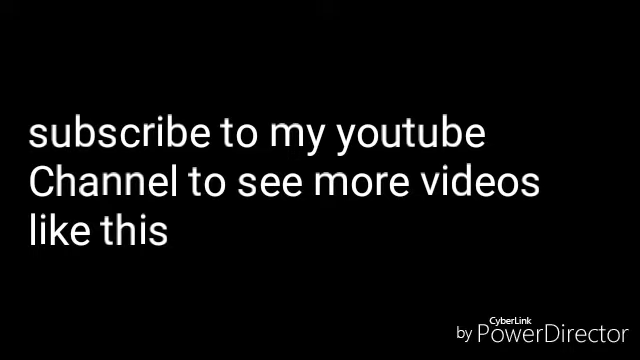 subscribe to my youtube
Channel to see more videos
like this
CyberLink
by PowerDirector